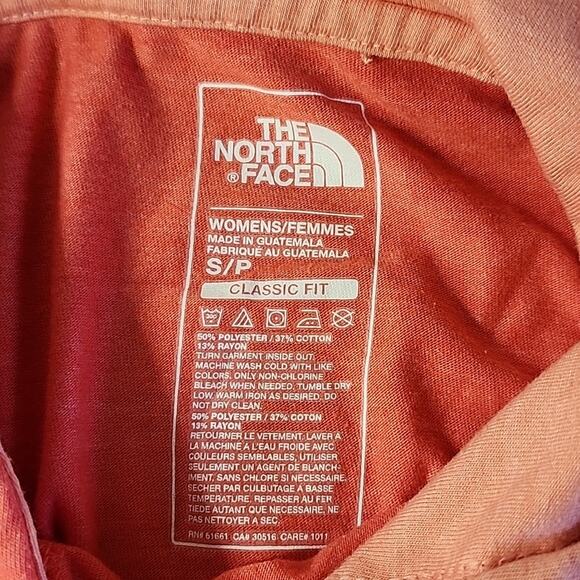 THE
NORTH
® FACE
WOMENS/FEMMES
MADE IN GUATEMALA
FABRIQUÉ AU GUATEMALA
S/P
CLASSIC FIT
50% POLYESTER / 37% COTTON
13% RAYON
TURN GARMENT INSIDE OUT.
MACHINE WASH COLD WITH LIKE
COLORS. ONLY NON-CHLORINE
BLEACH WHEN NEEDED. TUMBLE DRY
LOW. WARM IRON AS DESIRED. DO
NOT DRY CLEAN.
50% POLYESTER / 37% COTTON
13% RAYON
RETOURNER LE VETEMENT. LAVER A
LA MACHINE A L'EAU FROIDE AVEC
COULEURS SEMBLABLES, UTILISER
SEULEMENT UN AGENT DE BLANCH-
IMENT, SANS CHLORE SI NECESSAIRE.
SECHER PAR CULBUTAGE A BASSE
TEMPERATURE. REPASSER AU FER
TIEDE AUTANT QUE NECESSAIRE. NE
PAS NETTOYER A SEC.
RN# 61661 CA# 30516 CARE# 1011